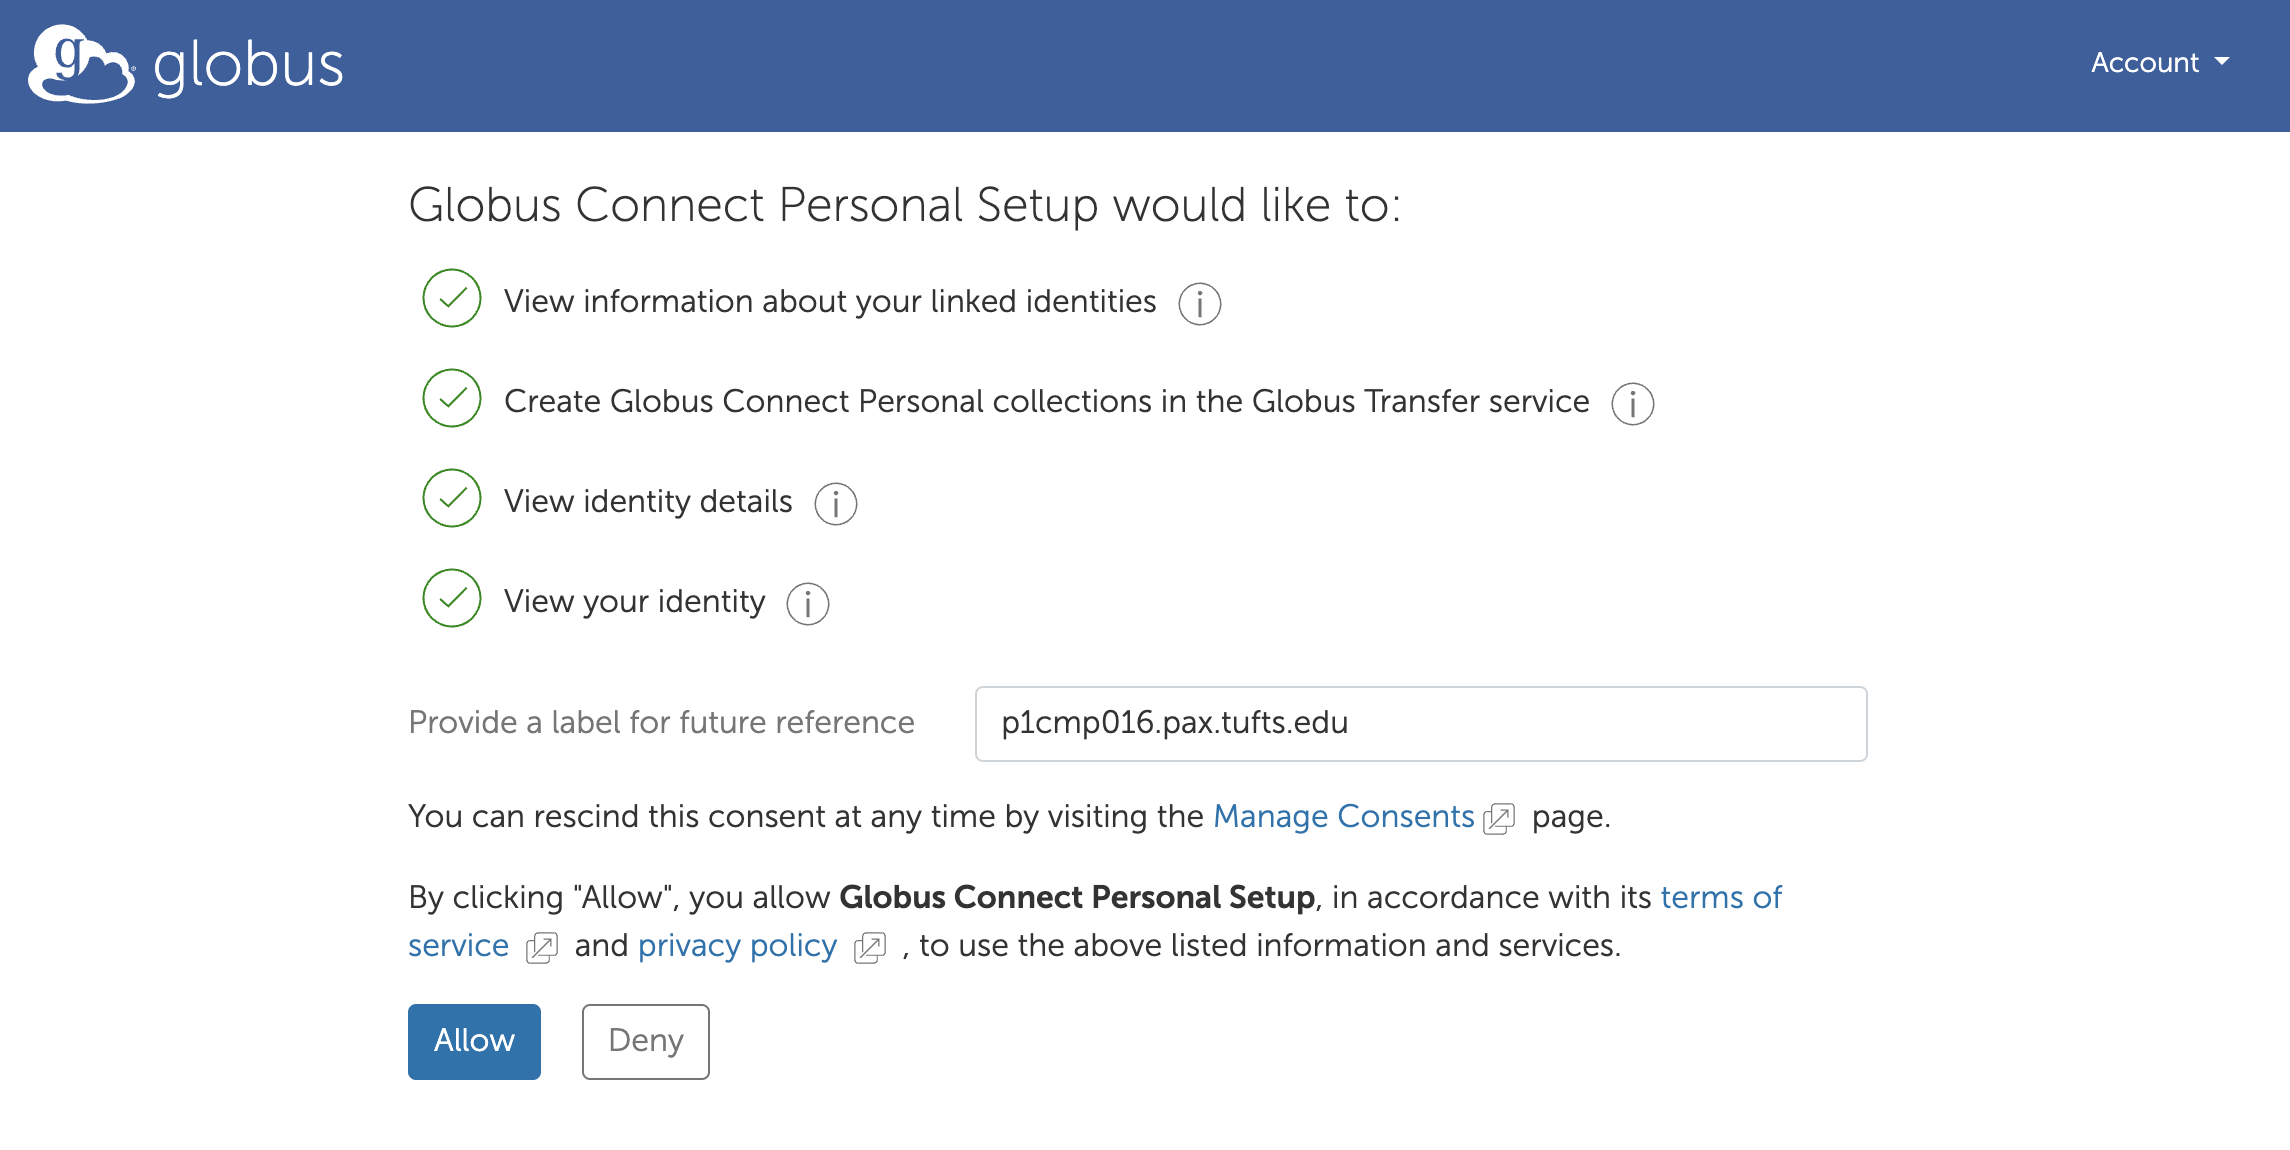 globus
Account
Globus Connect Personal Setup would like to:
View information about your linked identities
Create Globus Connect Personal collections in the Globus Transfer service
View identity details
View your identity
Provide a label for future reference p1cmp016.pax.tufts.edu
You can rescind this consent at any time by visiting the Manage Consents page.
By clicking "Allow", you allow Globus Connect Personal Setup, in accordance with its terms of
service and privacy policy , to use the above listed information and services.
Allow Deny